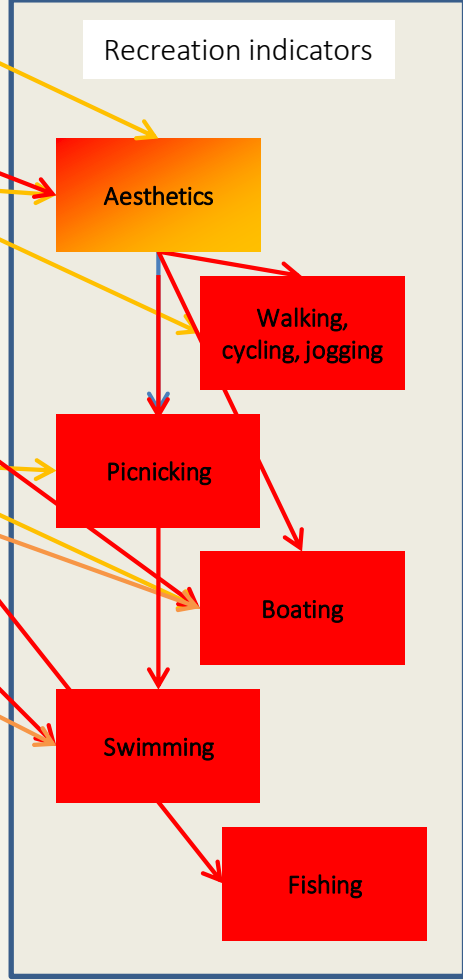 Recreation indicators
Aesthetics
Walking,
cycling, jogging
Picnicking
Boating
Swimming
Fishing